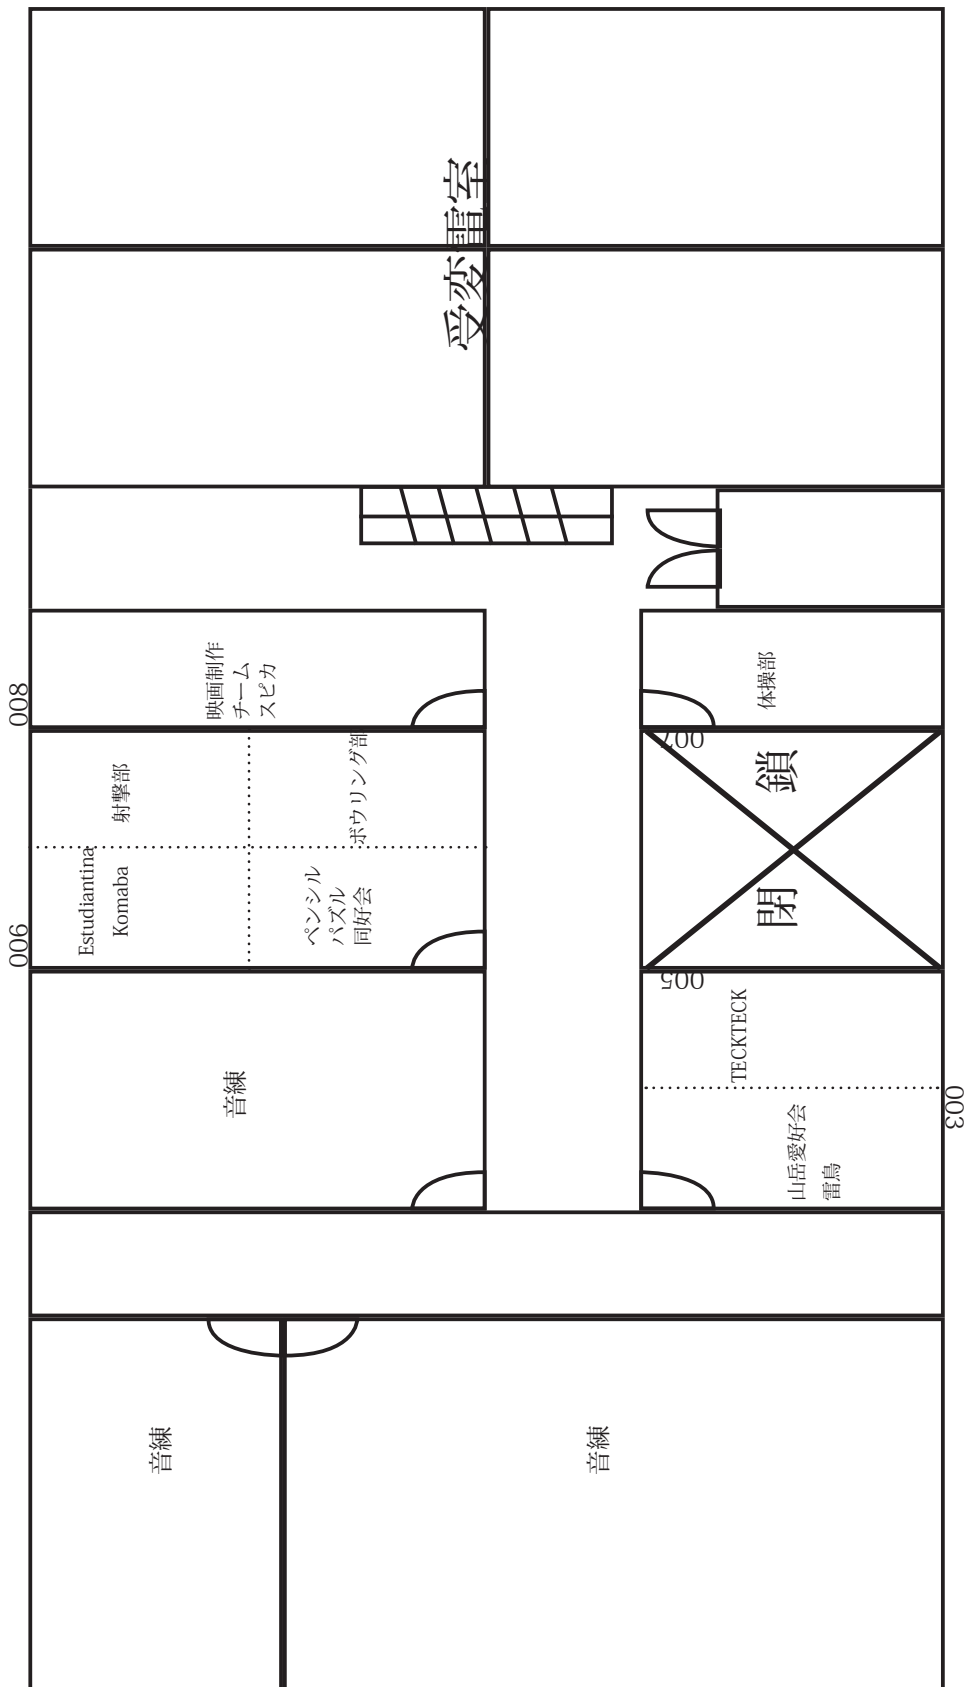 受変電室
映画制作
チーム
スピカ
008
体操部
007
射撃部
ボウリング部
Estudiantina
Komaba
ペンシル
パズル
同好会
006
閉鎖
005
音練
TECKTECK
山岳愛好会
雷鳥
003
音練
音練